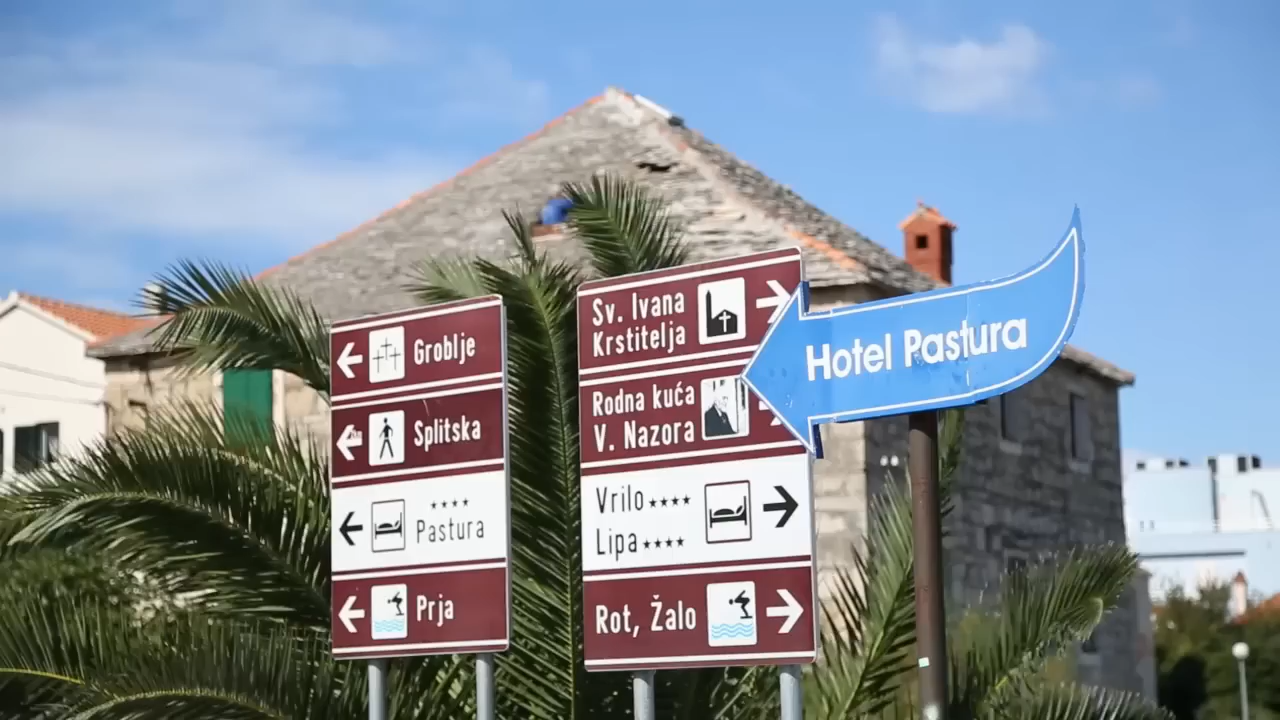 Groblje
Splitska
Pastura
Prja
Sv. Ivana
Krstitelja
Rodna kuća
V. Nazora
Vrilo
Lipa
Rot, Žalo
Hotel Pastura